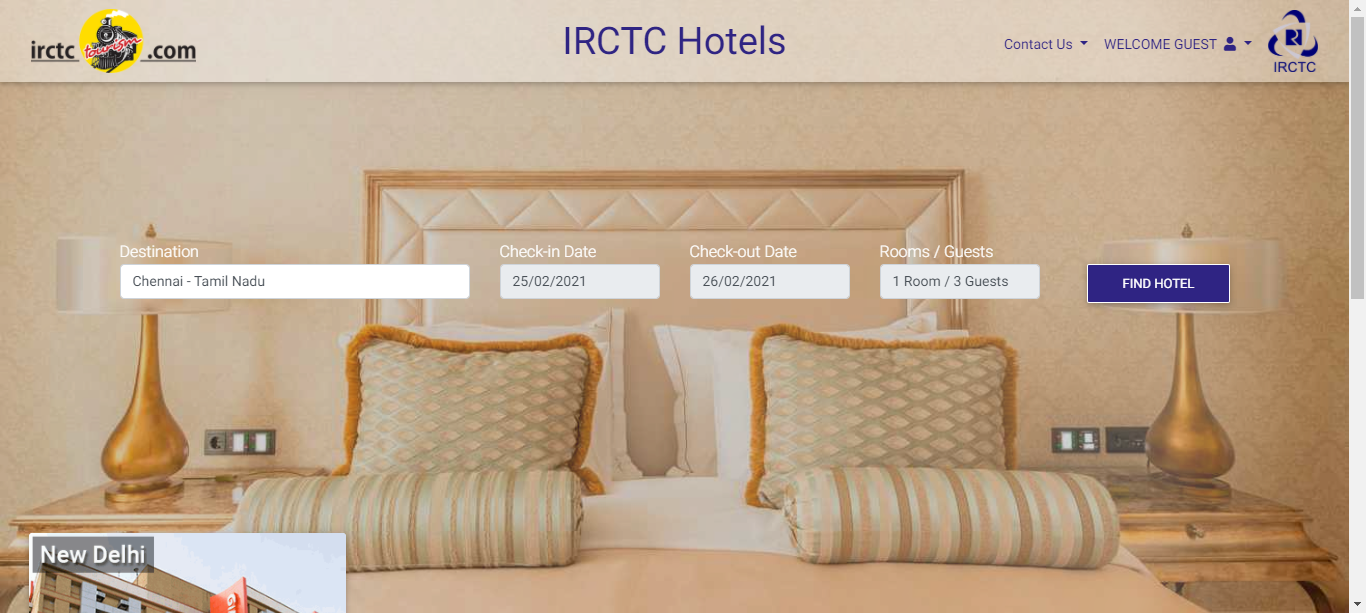 irctc tourism .com
IRCTC Hotels
Contact Us
WELCOME GUEST
IRCTC
Destination
Check-in Date
Check-out Date
Rooms / Guests
Chennai - Tamil Nadu
25/02/2021
26/02/2021
1 Room / 3 Guests
FIND HOTEL
New Delhi